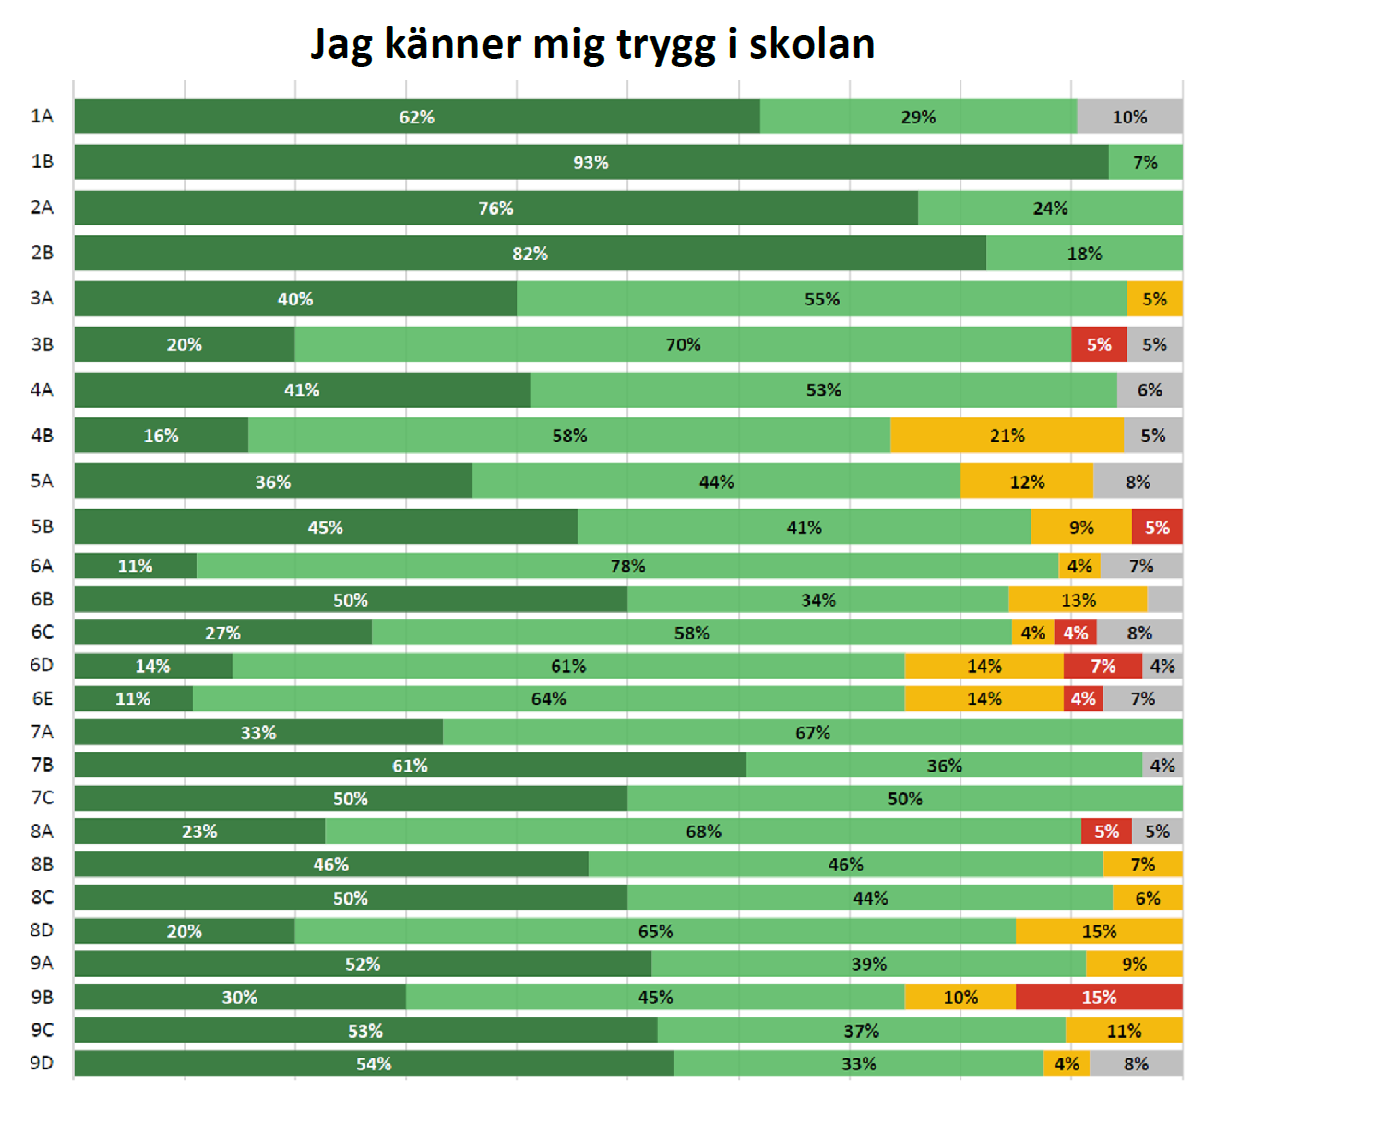 Jag känner mig trygg i skolan
1A 62% 29% 10%
1B 93% 7%
2A 76% 24%
2B 82% 18%
3A 40% 55% 5%
3B 20% 70% 5% 5%
4A 41% 53% 6%
4B 16% 58% 21% 5%
5A 36% 44% 12% 8%
5B 45% 41% 9% 5%
6A 11% 78% 4% 7%
6B 50% 34% 13%
6C 27% 58% 4% 4% 8%
6D 14% 61% 14% 7% 4%
6E 11% 64% 14% 4% 7%
7A 33% 67%
7B 61% 36% 4%
7C 50% 50%
8A 23% 68% 5% 5%
8B 46% 46% 7%
8C 50% 44% 6%
8D 20% 65% 15%
9A 52% 39% 9%
9B 30% 45% 10% 15%
9C 53% 37% 11%
9D 54% 33% 4% 8%